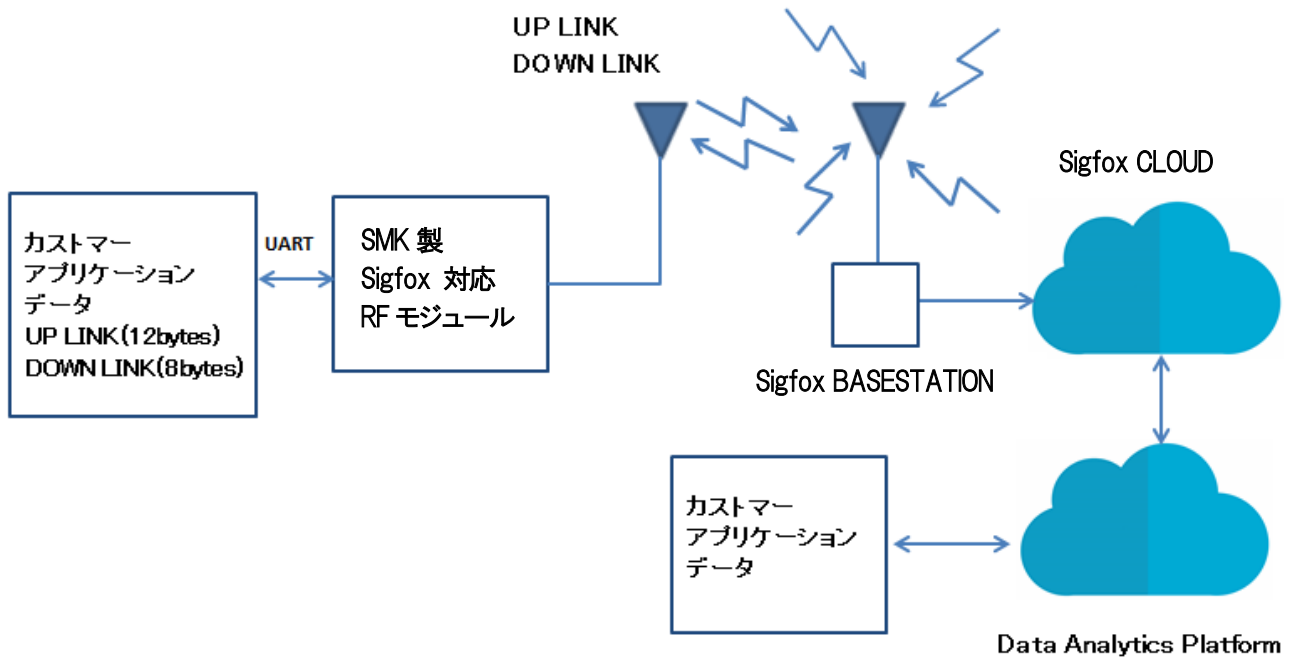 UP LINK
DOWN LINK
Sigfox CLOUD
カストマー
アプリケーション
データ
UP LINK(12bytes)
DOWN LINK(8bytes)
UART
SMK 製
Sigfox 対応
RF モジュール
Sigfox BASESTATION
カストマー
アプリケーション
データ
Data Analytics Platform